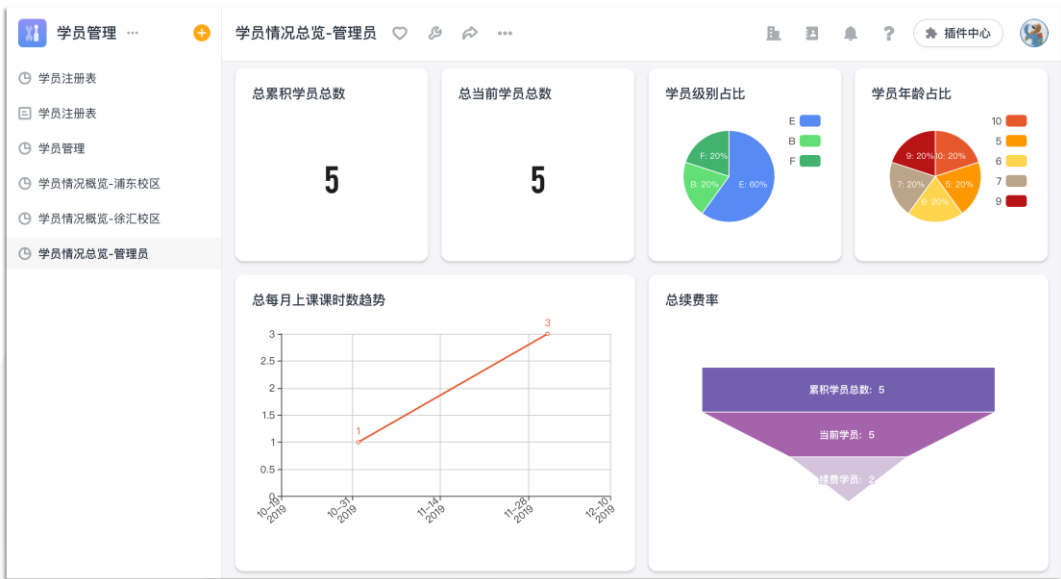 学员管理 ···
学员注册表
学员注册表
学员管理
学员情况概览-浦东校区
学员情况概览-徐汇校区
学员情况总览-管理员
学员情况总览-管理员
? 插件中心
总累积学员总数
5
总当前学员总数
5
学员级别占比
E
B
F
F: 20%
B: 20%
E: 60%
学员年龄占比
10
5
6
7
9
9: 20%
10: 20%
7: 20%
5: 20%
6: 20%
总每月上课课时数趋势
3
2.5
2
1.5
1
0.5
0
3
1
10-19 2019
10-31 2019
11-14 2019
11-28 2019
12-10 2019
总续费率
累积学员总数: 5
当前学员: 5
续费学员: 2